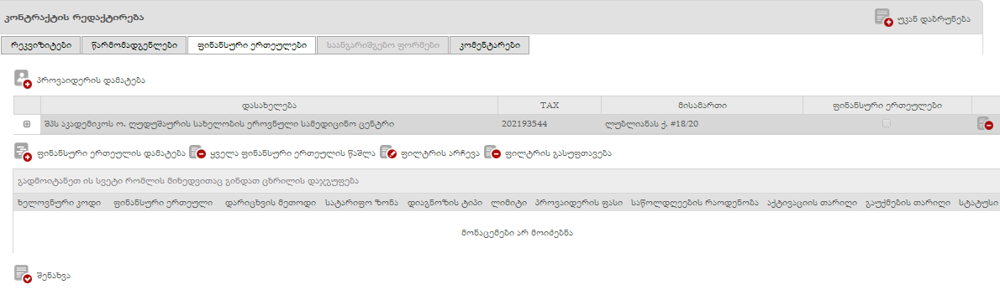 კონტრაქტის რედაქტირება
უკან დაბრუნება
რეკვიზიტები წარმომადგენლები ფინანსური ერთეულები საანგარიშგებო ფორმები კომენტარები
პროვაიდერის დამატება
დასახელება TAX მისამართი ფინანსური ერთეულები
შპს აკადემიკოს ო. ღუდუშაურის სახელობის ეროვნული სამედიცინო ცენტრი 202193544 ლუბლიანას ქ. #18/20
ფინანსური ერთეულის დამატება ყველა ფინანსური ერთეულის წაშლა ფილტრის არჩევა ფილტრის გასუფთავება
გადმოიტანეთ ის სვეტი რომლის მიხედვითაც გინდათ ცხრილის დაჯგუფება
ხელოვნური კოდი ფინანსური ერთეული დარიცხვის მეთოდი სატარიფო ზონა დიაგნოზის ტიპი ლიმიტი პროვაიდერის ფასი საწოლდღეების რაოდენობა აქტივაციის თარიღი გაუქმების თარიღი სტატუსი
მონაცემები არ მოიძებნა
შენახვა